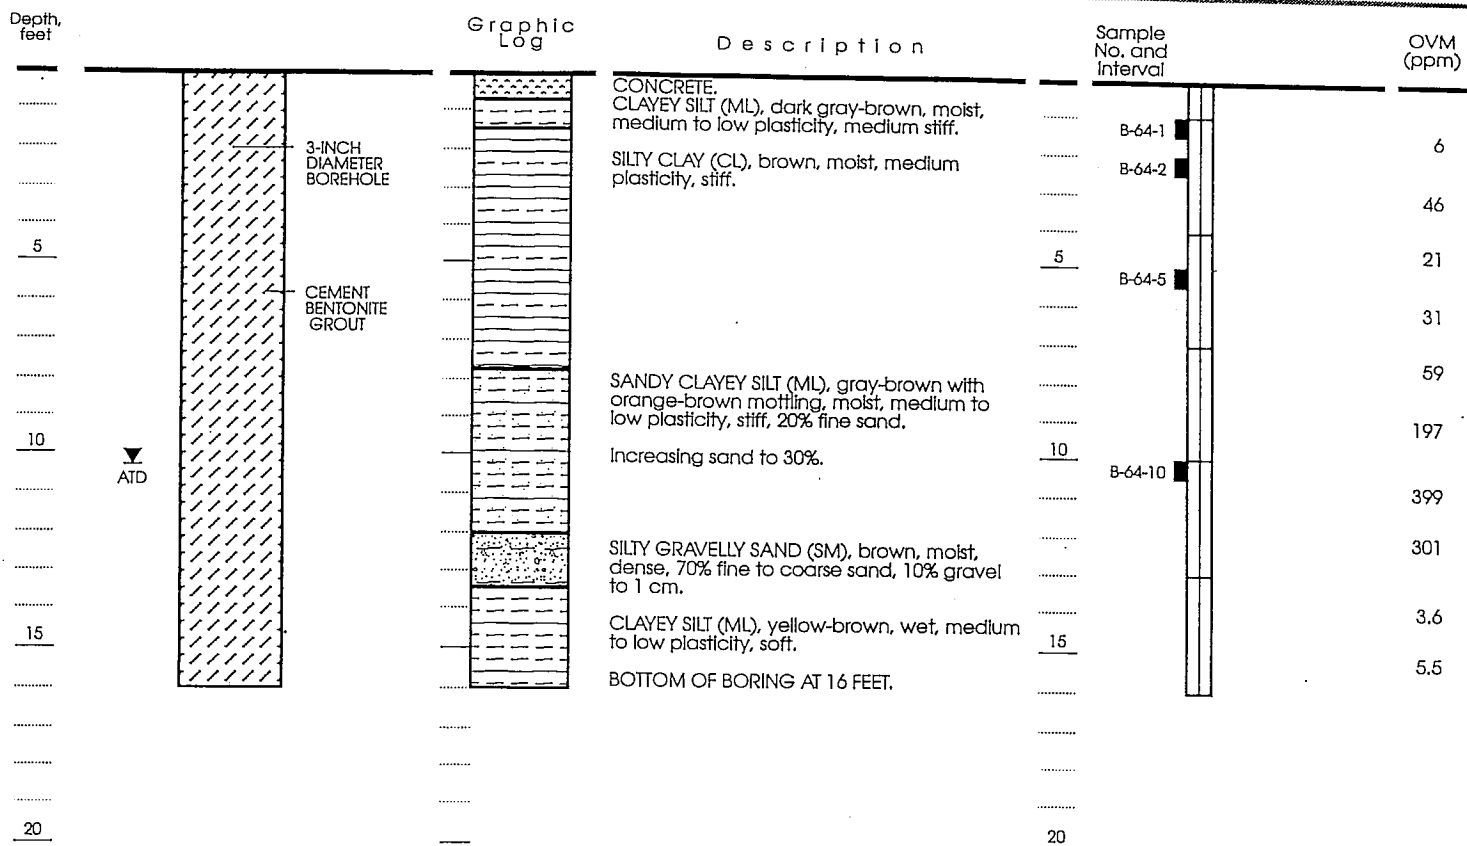 Depth,
feet
Graphic
Log
Description
Sample
No. and
Interval
OVM
(ppm)
CONCRETE.
CLAYEY SILT (ML), dark gray-brown, moist,
medium to low plasticity, medium stiff.
SILTY CLAY (CL), brown, moist, medium
plasticity, stiff.
3-INCH
DIAMETER
BOREHOLE
B-64-1
6
B-64-2
46
5
5
21
B-64-5
CEMENT
BENTONITE
GROUT
31
59
SANDY CLAYEY SILT (ML), gray-brown with
orange-brown mottling, moist, medium to
low plasticity, stiff, 20% fine sand.
197
10
10
Increasing sand to 30%.
ATD
B-64-10
399
301
SILTY GRAVELLY SAND (SM), brown, moist,
dense, 70% fine to coarse sand, 10% gravel
to 1 cm.
3.6
15
15
CLAYEY SILT (ML), yellow-brown, wet, medium
to low plasticity, soft.
5.5
BOTTOM OF BORING AT 16 FEET.
20
20